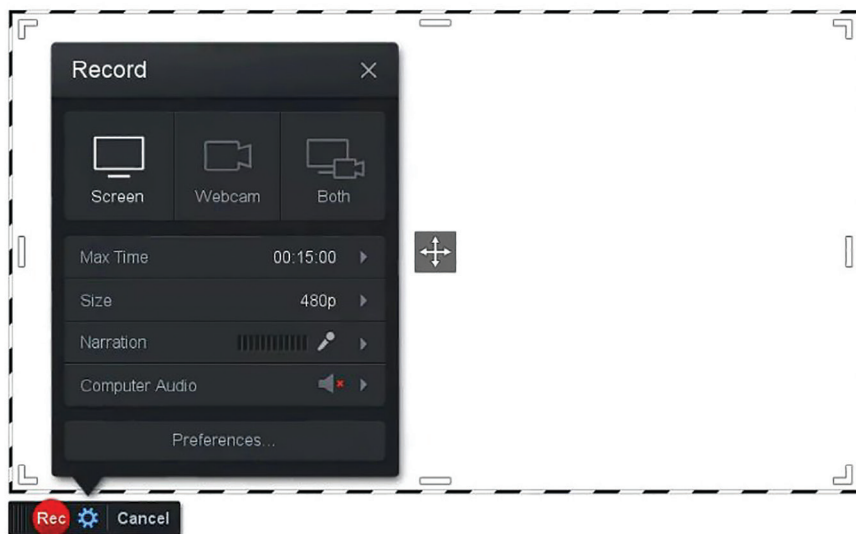 Record
Screen Webcam Both
Max Time 00:15:00
Size 480p
Narration
Computer Audio
Preferences...
Rec Cancel